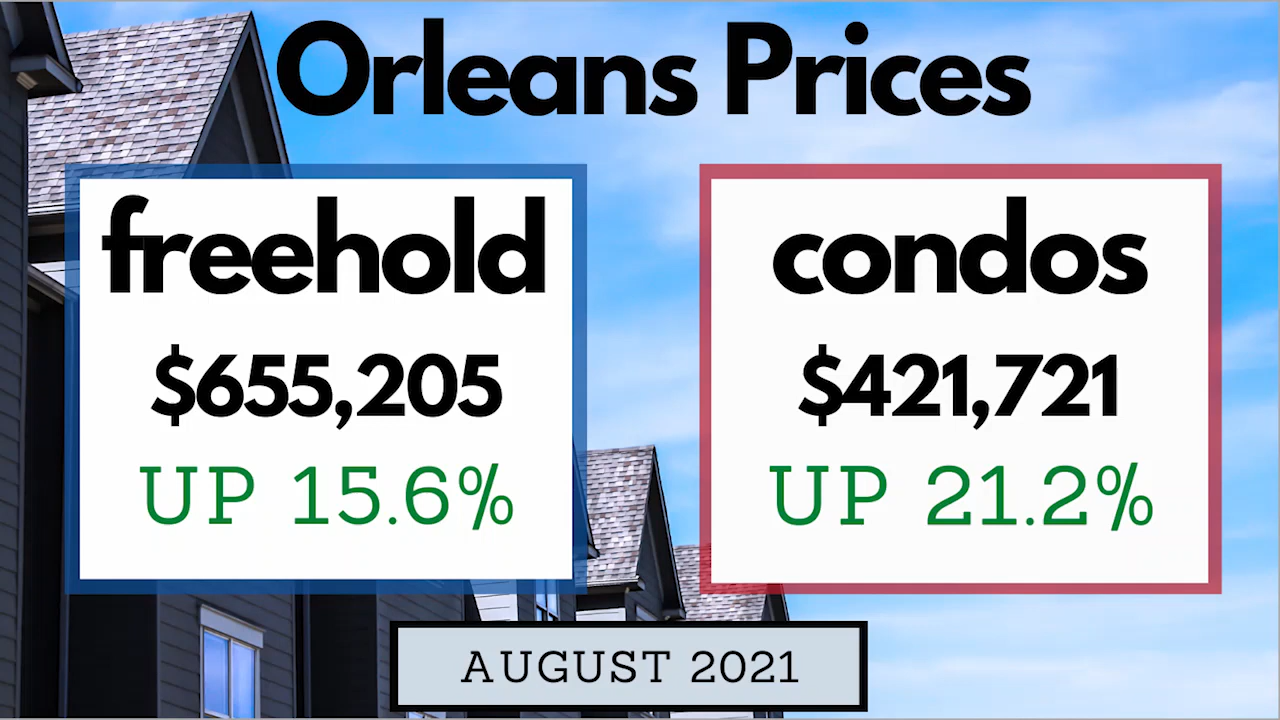 Orleans Prices
freehold
$655,205
UP 15.6%
condos
$421,721
UP 21.2%
AUGUST 2021